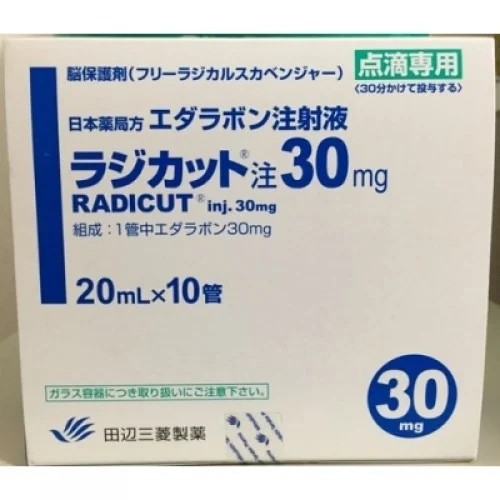 脳保護剤(フリーラジカルスカベンジャー)
点滴専用
〈30分かけて投与する〉
日本薬局方 エダラボン注射液
ラジカット®注30mg
RADICUT® inj. 30mg
組成:1管中エダラボン30mg
20mL×10管
ガラス容器につき取り扱いにご注意下さい。
30
mg
田辺三菱製薬